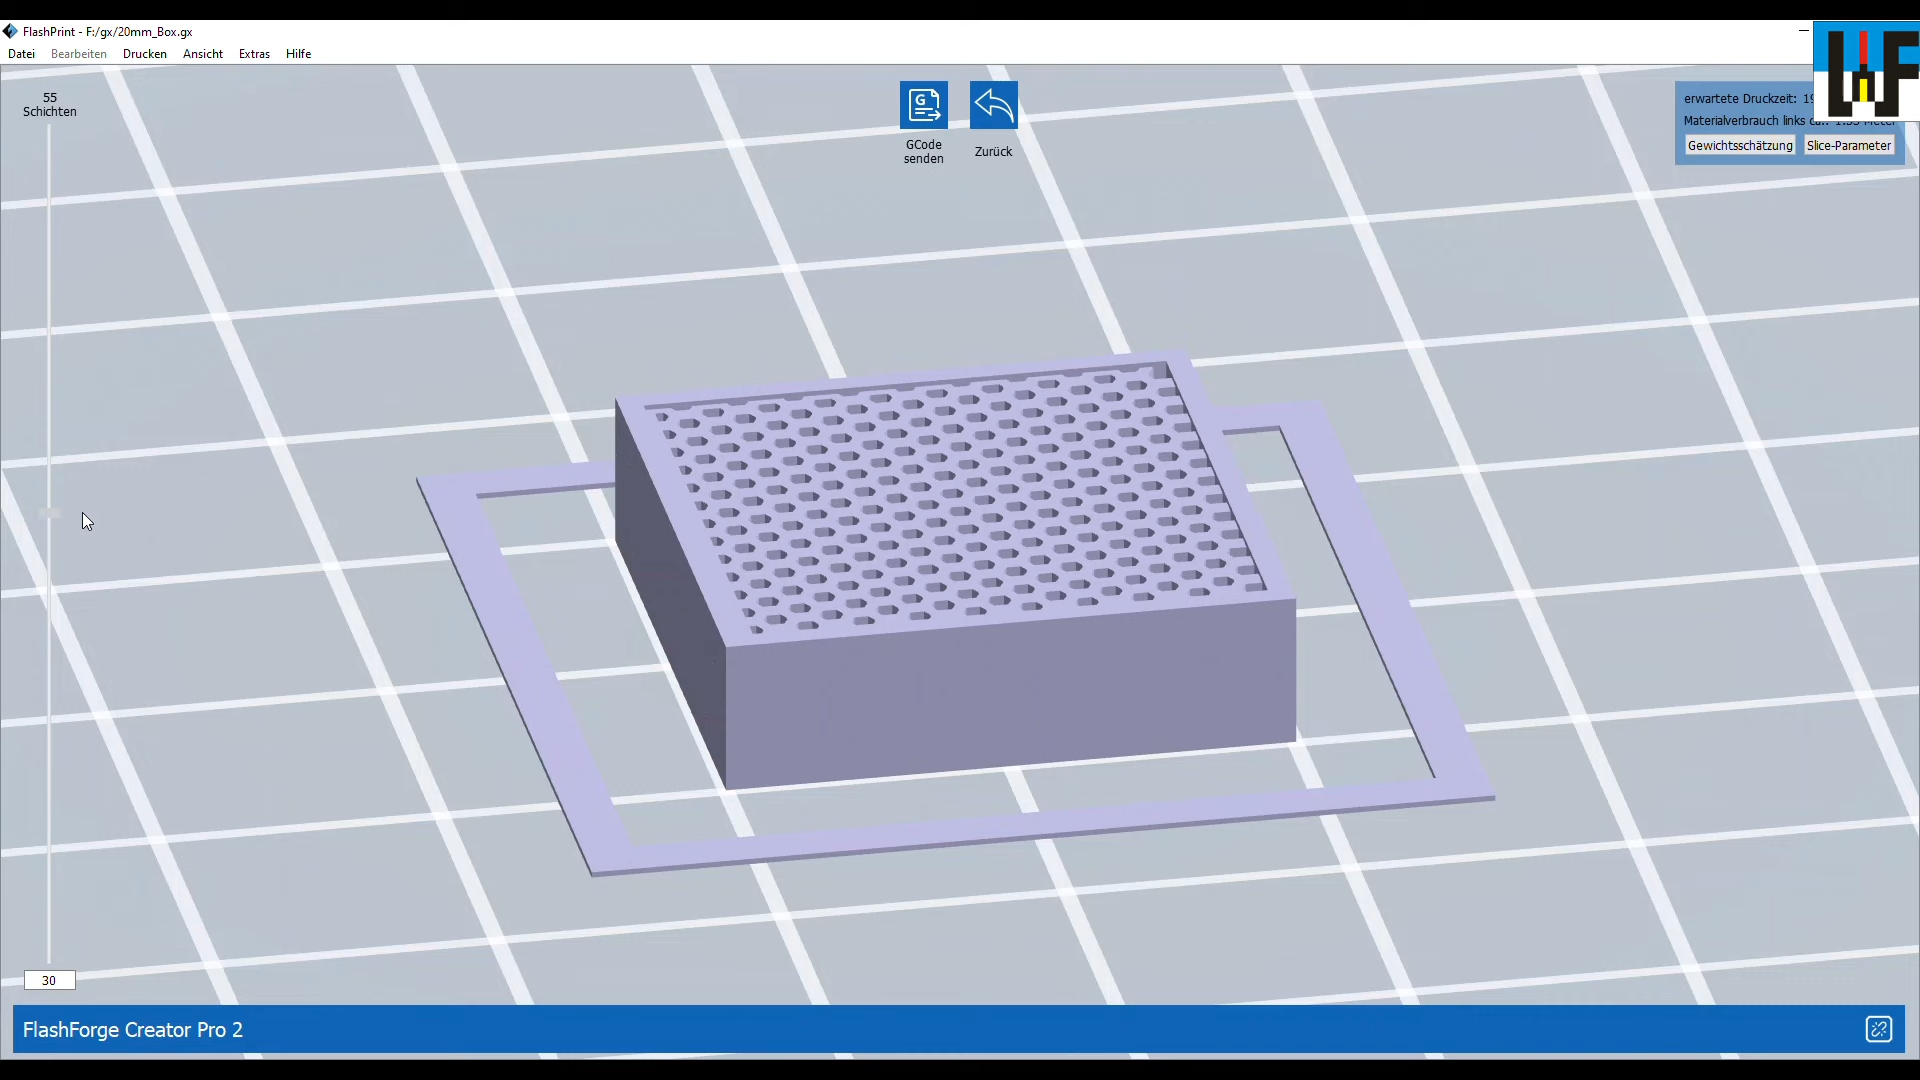 FlashPrint - F:/gx/20mm_Box.gx
Datei Bearbeiten Drucken Ansicht Extras Hilfe
55
Schichten
GCode
senden
Zurück
erwartete Druckzeit:
Materialverbrauch links ca.:
Gewichtsschätzung Slice-Parameter
30
FlashForge Creator Pro 2